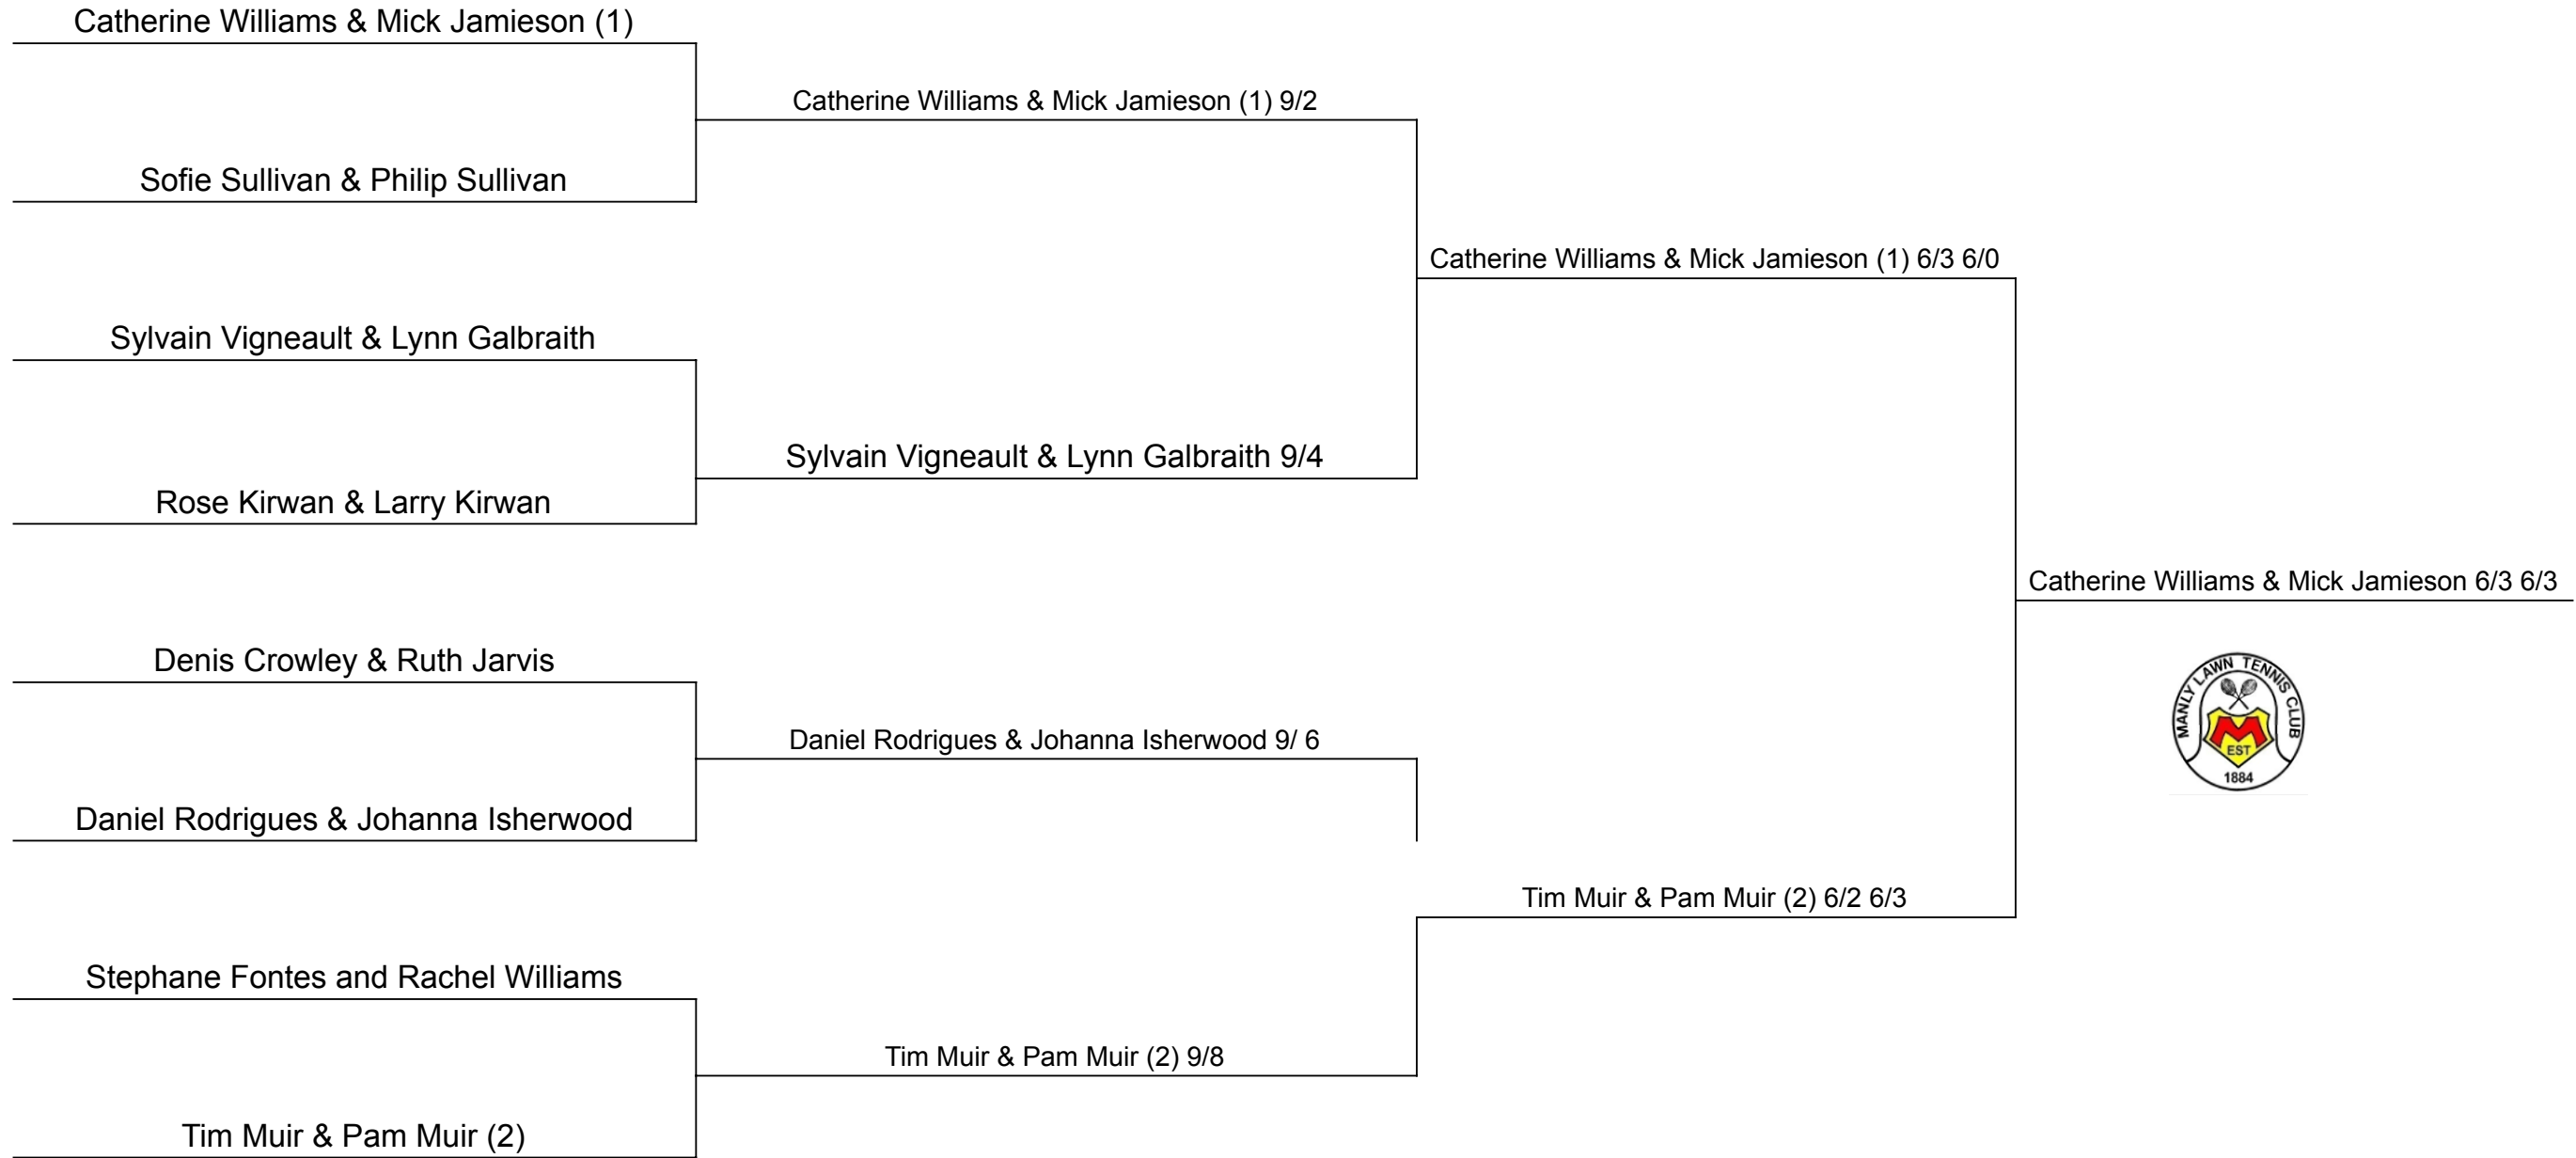 Catherine Williams & Mick Jamieson (1)
Catherine Williams & Mick Jamieson (1) 9/2
Sofie Sullivan & Philip Sullivan
Catherine Williams & Mick Jamieson (1) 6/3 6/0
Sylvain Vigneault & Lynn Galbraith
Sylvain Vigneault & Lynn Galbraith 9/4
Rose Kirwan & Larry Kirwan
Catherine Williams & Mick Jamieson 6/3 6/3
Denis Crowley & Ruth Jarvis
MANLY LAWN TENNIS CLUB
M
EST
1884
Daniel Rodrigues & Johanna Isherwood 9/ 6
Daniel Rodrigues & Johanna Isherwood
Tim Muir & Pam Muir (2) 6/2 6/3
Stephane Fontes and Rachel Williams
Tim Muir & Pam Muir (2) 9/8
Tim Muir & Pam Muir (2)